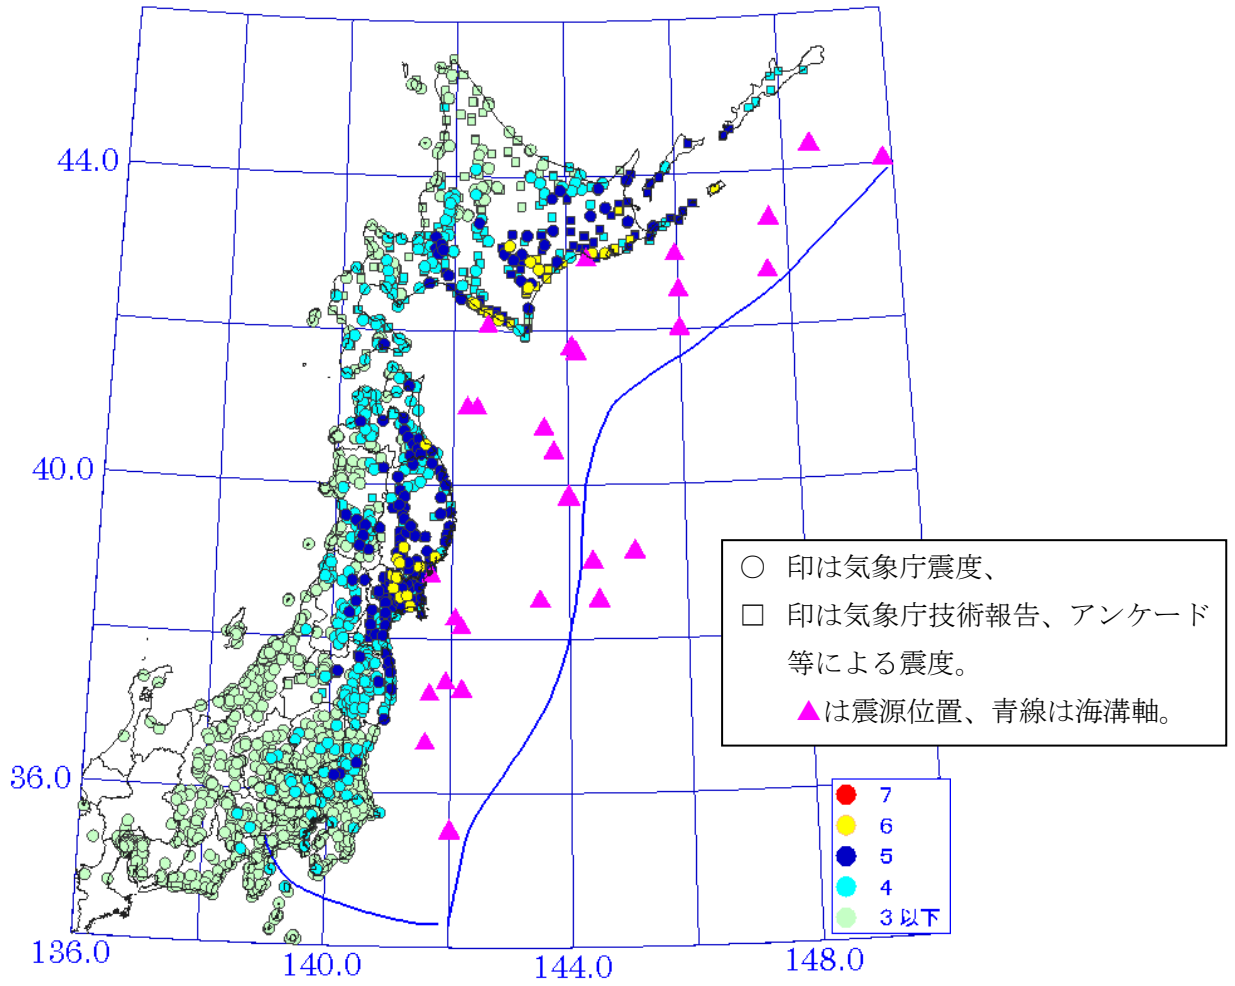 44.0
40.0
○ 印は気象庁震度、
□ 印は気象庁技術報告、アンケード
等による震度。
▲は震源位置、青線は海溝軸。
36.0
7
6
5
4
3 以下
136.0
140.0
144.0
148.0